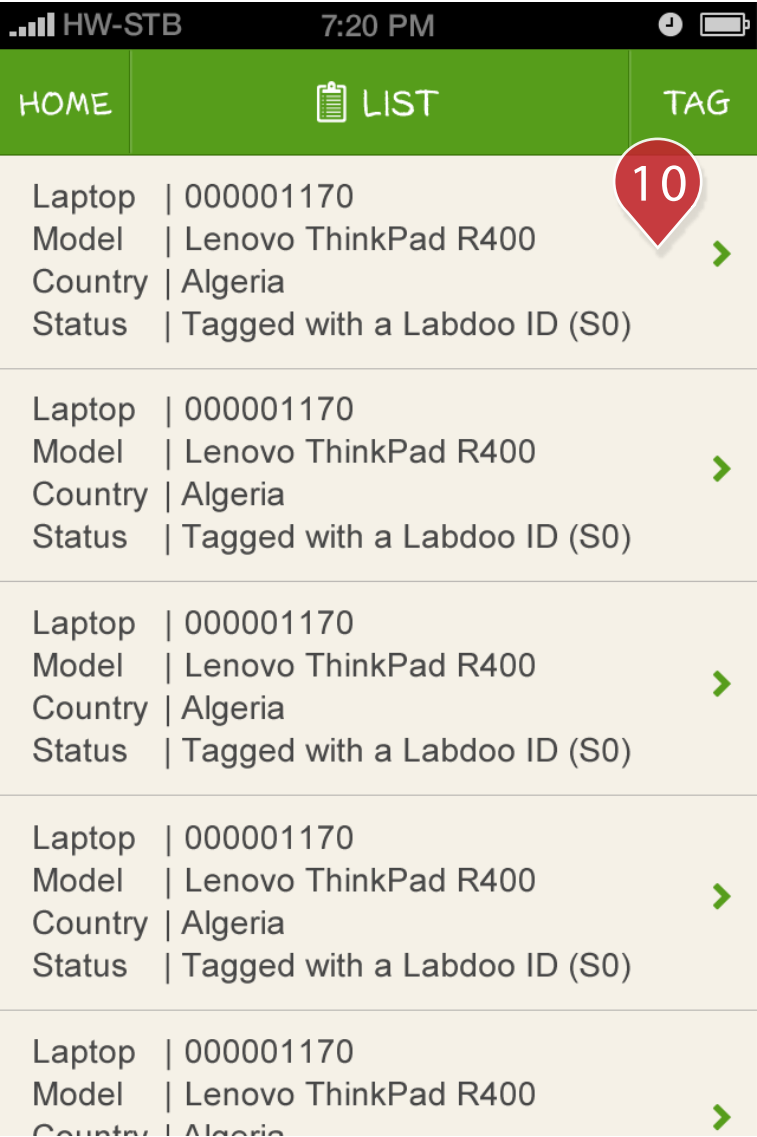 HW-STB 7:20 PM
HOME LIST TAG
10
Laptop | 000001170
Model | Lenovo ThinkPad R400
Country | Algeria
Status | Tagged with a Labdoo ID (S0)
Laptop | 000001170
Model | Lenovo ThinkPad R400
Country | Algeria
Status | Tagged with a Labdoo ID (S0)
Laptop | 000001170
Model | Lenovo ThinkPad R400
Country | Algeria
Status | Tagged with a Labdoo ID (S0)
Laptop | 000001170
Model | Lenovo ThinkPad R400
Country | Algeria
Status | Tagged with a Labdoo ID (S0)
Laptop | 000001170
Model | Lenovo ThinkPad R400
Country | Algeria